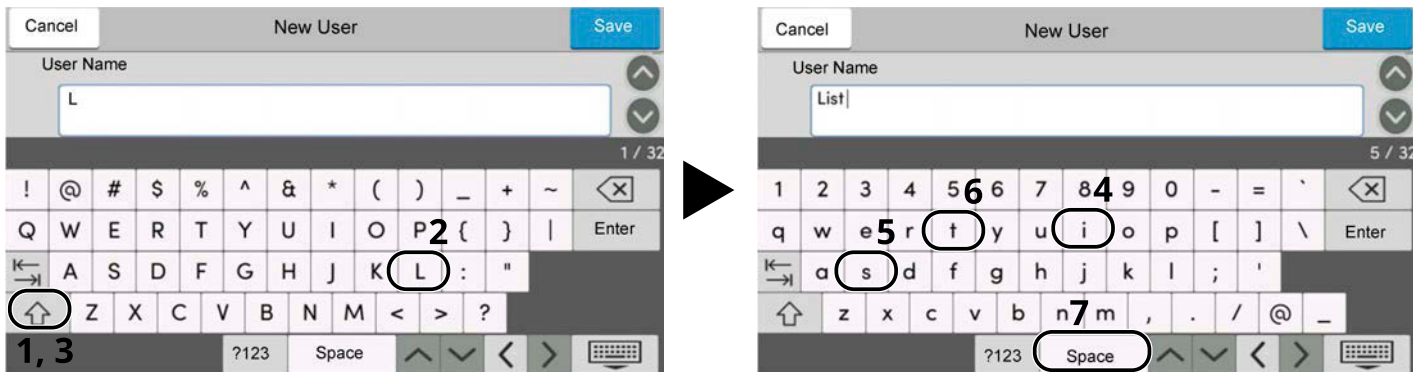 Cancel New User Save
User Name
L
1 / 32
! @ # $ % ^ & * ( ) _ + ~
Q W E R T Y U I O P 2 { } | Enter
A S D F G H J K L : "
Z X C V B N M < > ?
1, 3 ?123 Space
Cancel New User Save
User Name
List
5 / 32
1 2 3 4 5 6 6 7 8 4 9 0 - = `
q w e 5 r t y u i o p [ ] \ Enter
a s d f g h j k l ; '
z x c v b n 7 m , . / @ _
?123 Space